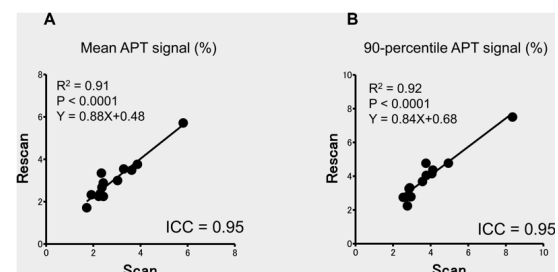 A
Mean APT signal (%)
R² = 0.91
P < 0.0001
Y = 0.88X+0.48
8
6
4
2
0
Rescan
ICC = 0.95
0 2 4 6 8
Scan
B
90-percentile APT signal (%)
R² = 0.92
P < 0.0001
Y = 0.84X+0.68
10
8
6
4
2
0
Rescan
ICC = 0.95
0 2 4 6 8 10
Scan